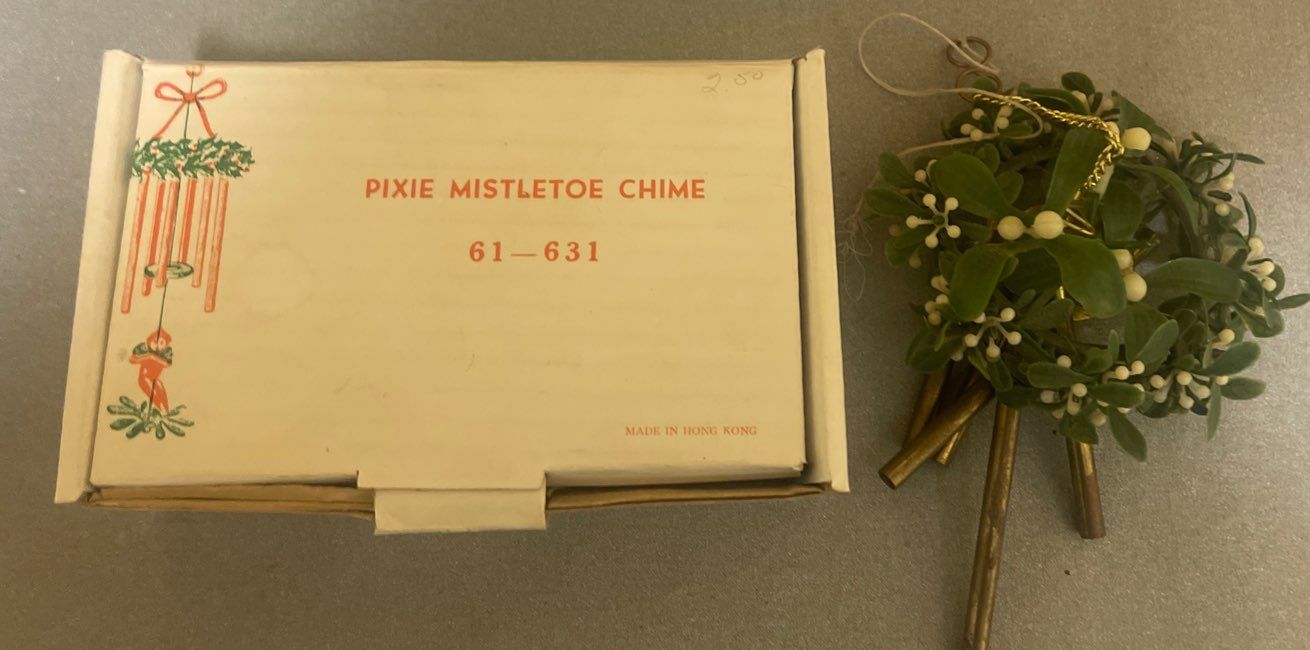 2.50
PIXIE MISTLETOE CHIME
61—631
MADE IN HONG KONG